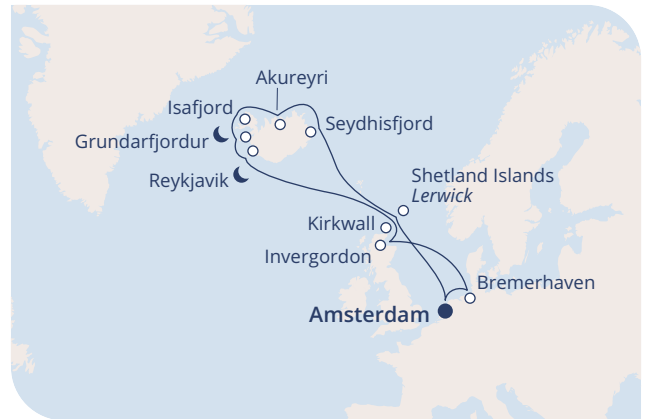 Akureyri
Isafjord
Seydhisfjord
Grundarfjordur
Reykjavik
Shetland Islands
Lerwick
Kirkwall
Invergordon
Bremerhaven
Amsterdam